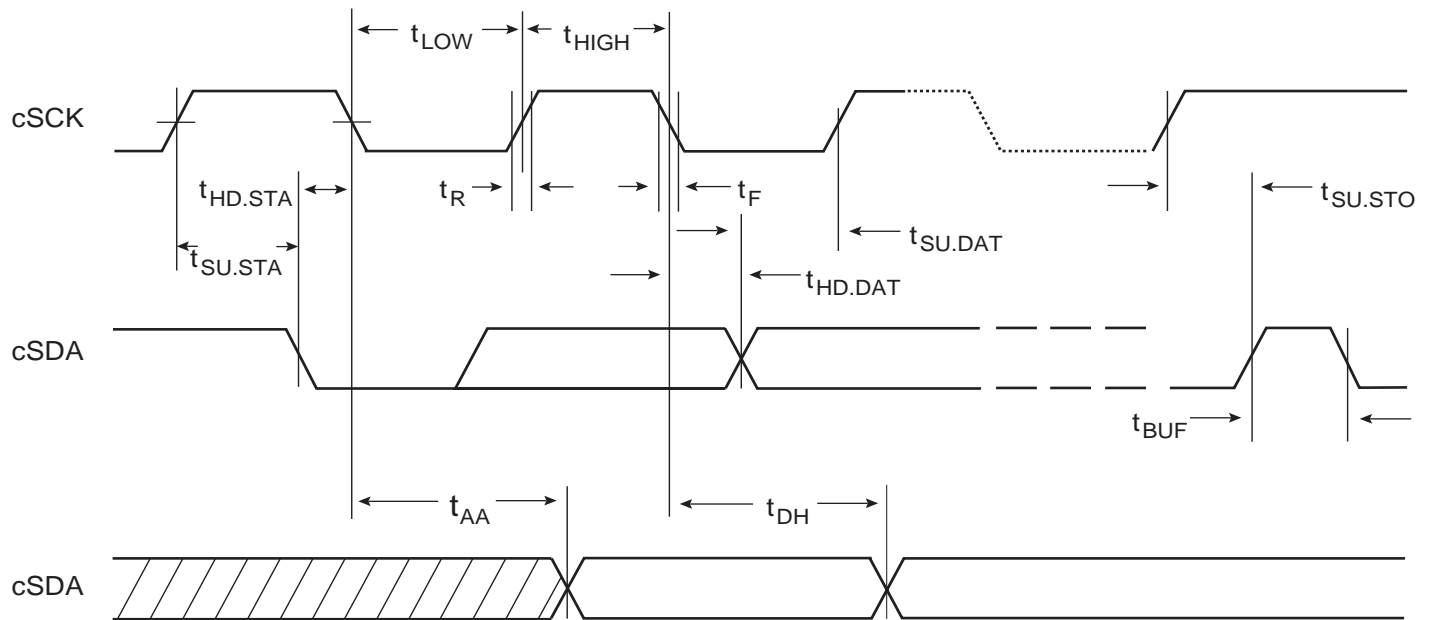 tLOW
tHIGH
cSCK
tHD.STA
tR
tF
tSU.STO
tSU.STA
tSU.DAT
tHD.DAT
cSDA
tBUF
tAA
tDH
cSDA